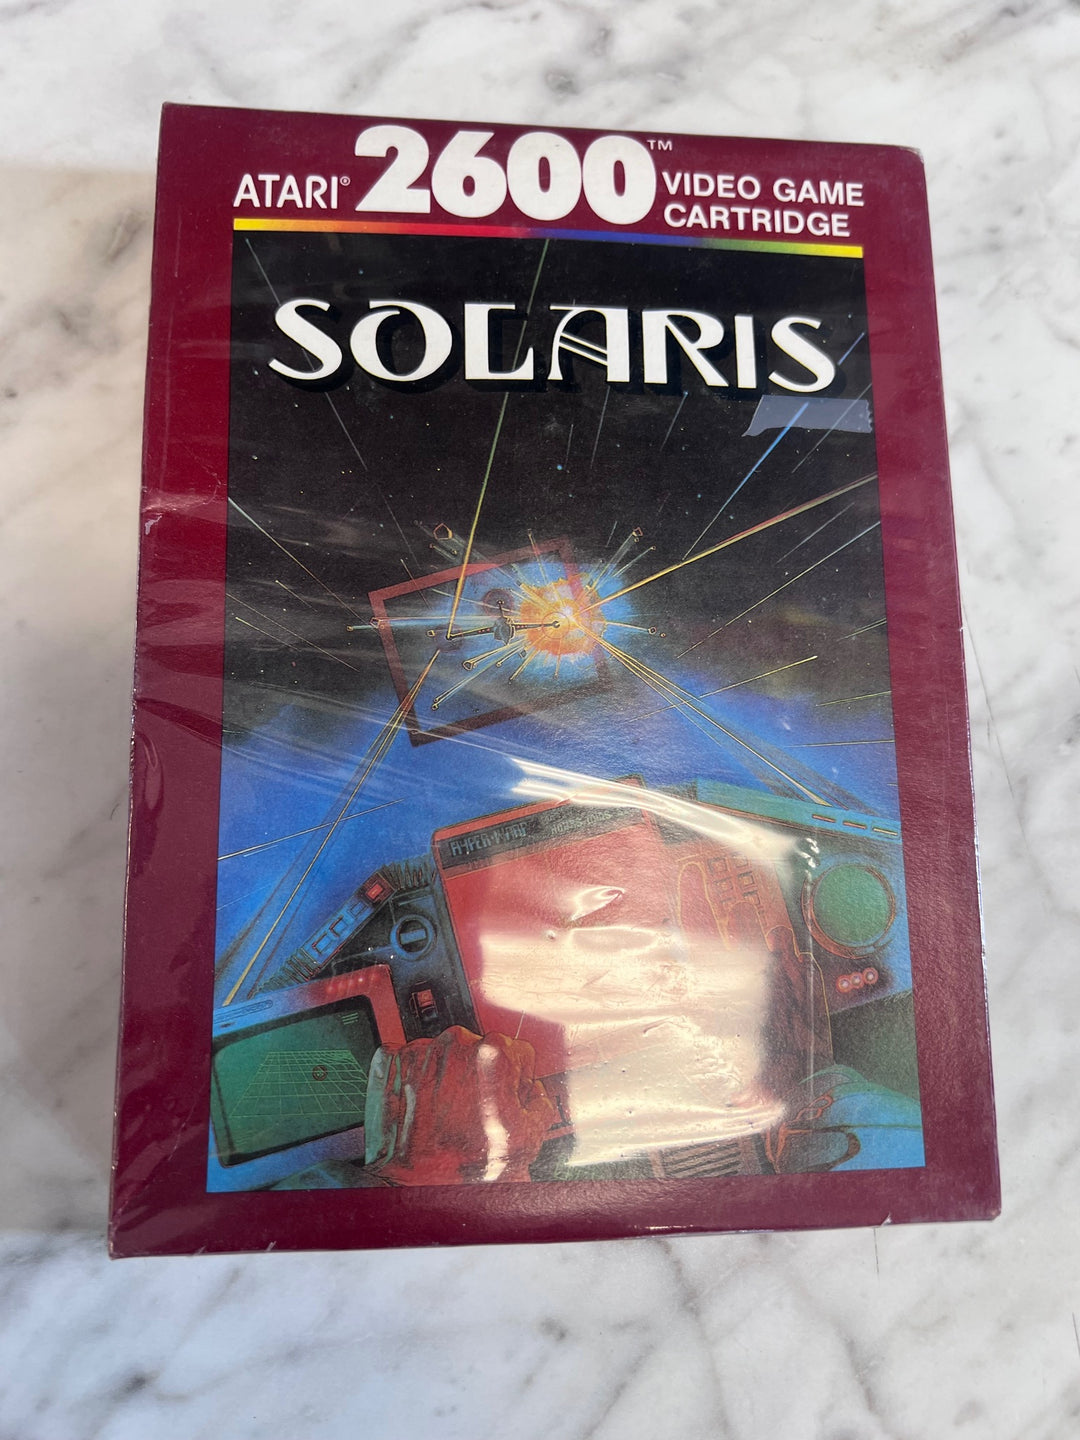 ATARI® 2600™ VIDEO GAME
CARTRIDGE
SOLARIS